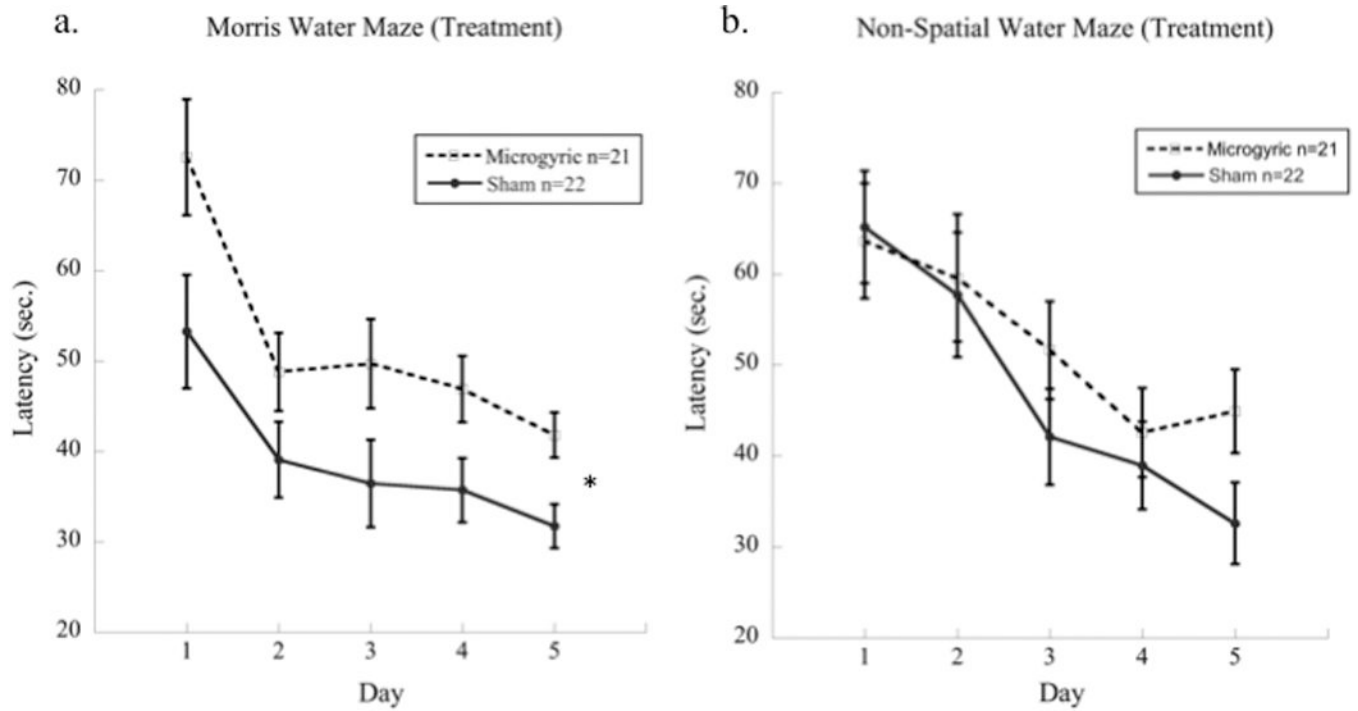 a.
Morris Water Maze (Treatment)
80
70
60
50
40
30
20
Latency (sec.)
Microgyric n=21
Sham n=22
*
1 2 3 4 5
Day
b.
Non-Spatial Water Maze (Treatment)
80
70
60
50
40
30
20
Latency (sec.)
Microgyric n=21
Sham n=22
1 2 3 4 5
Day